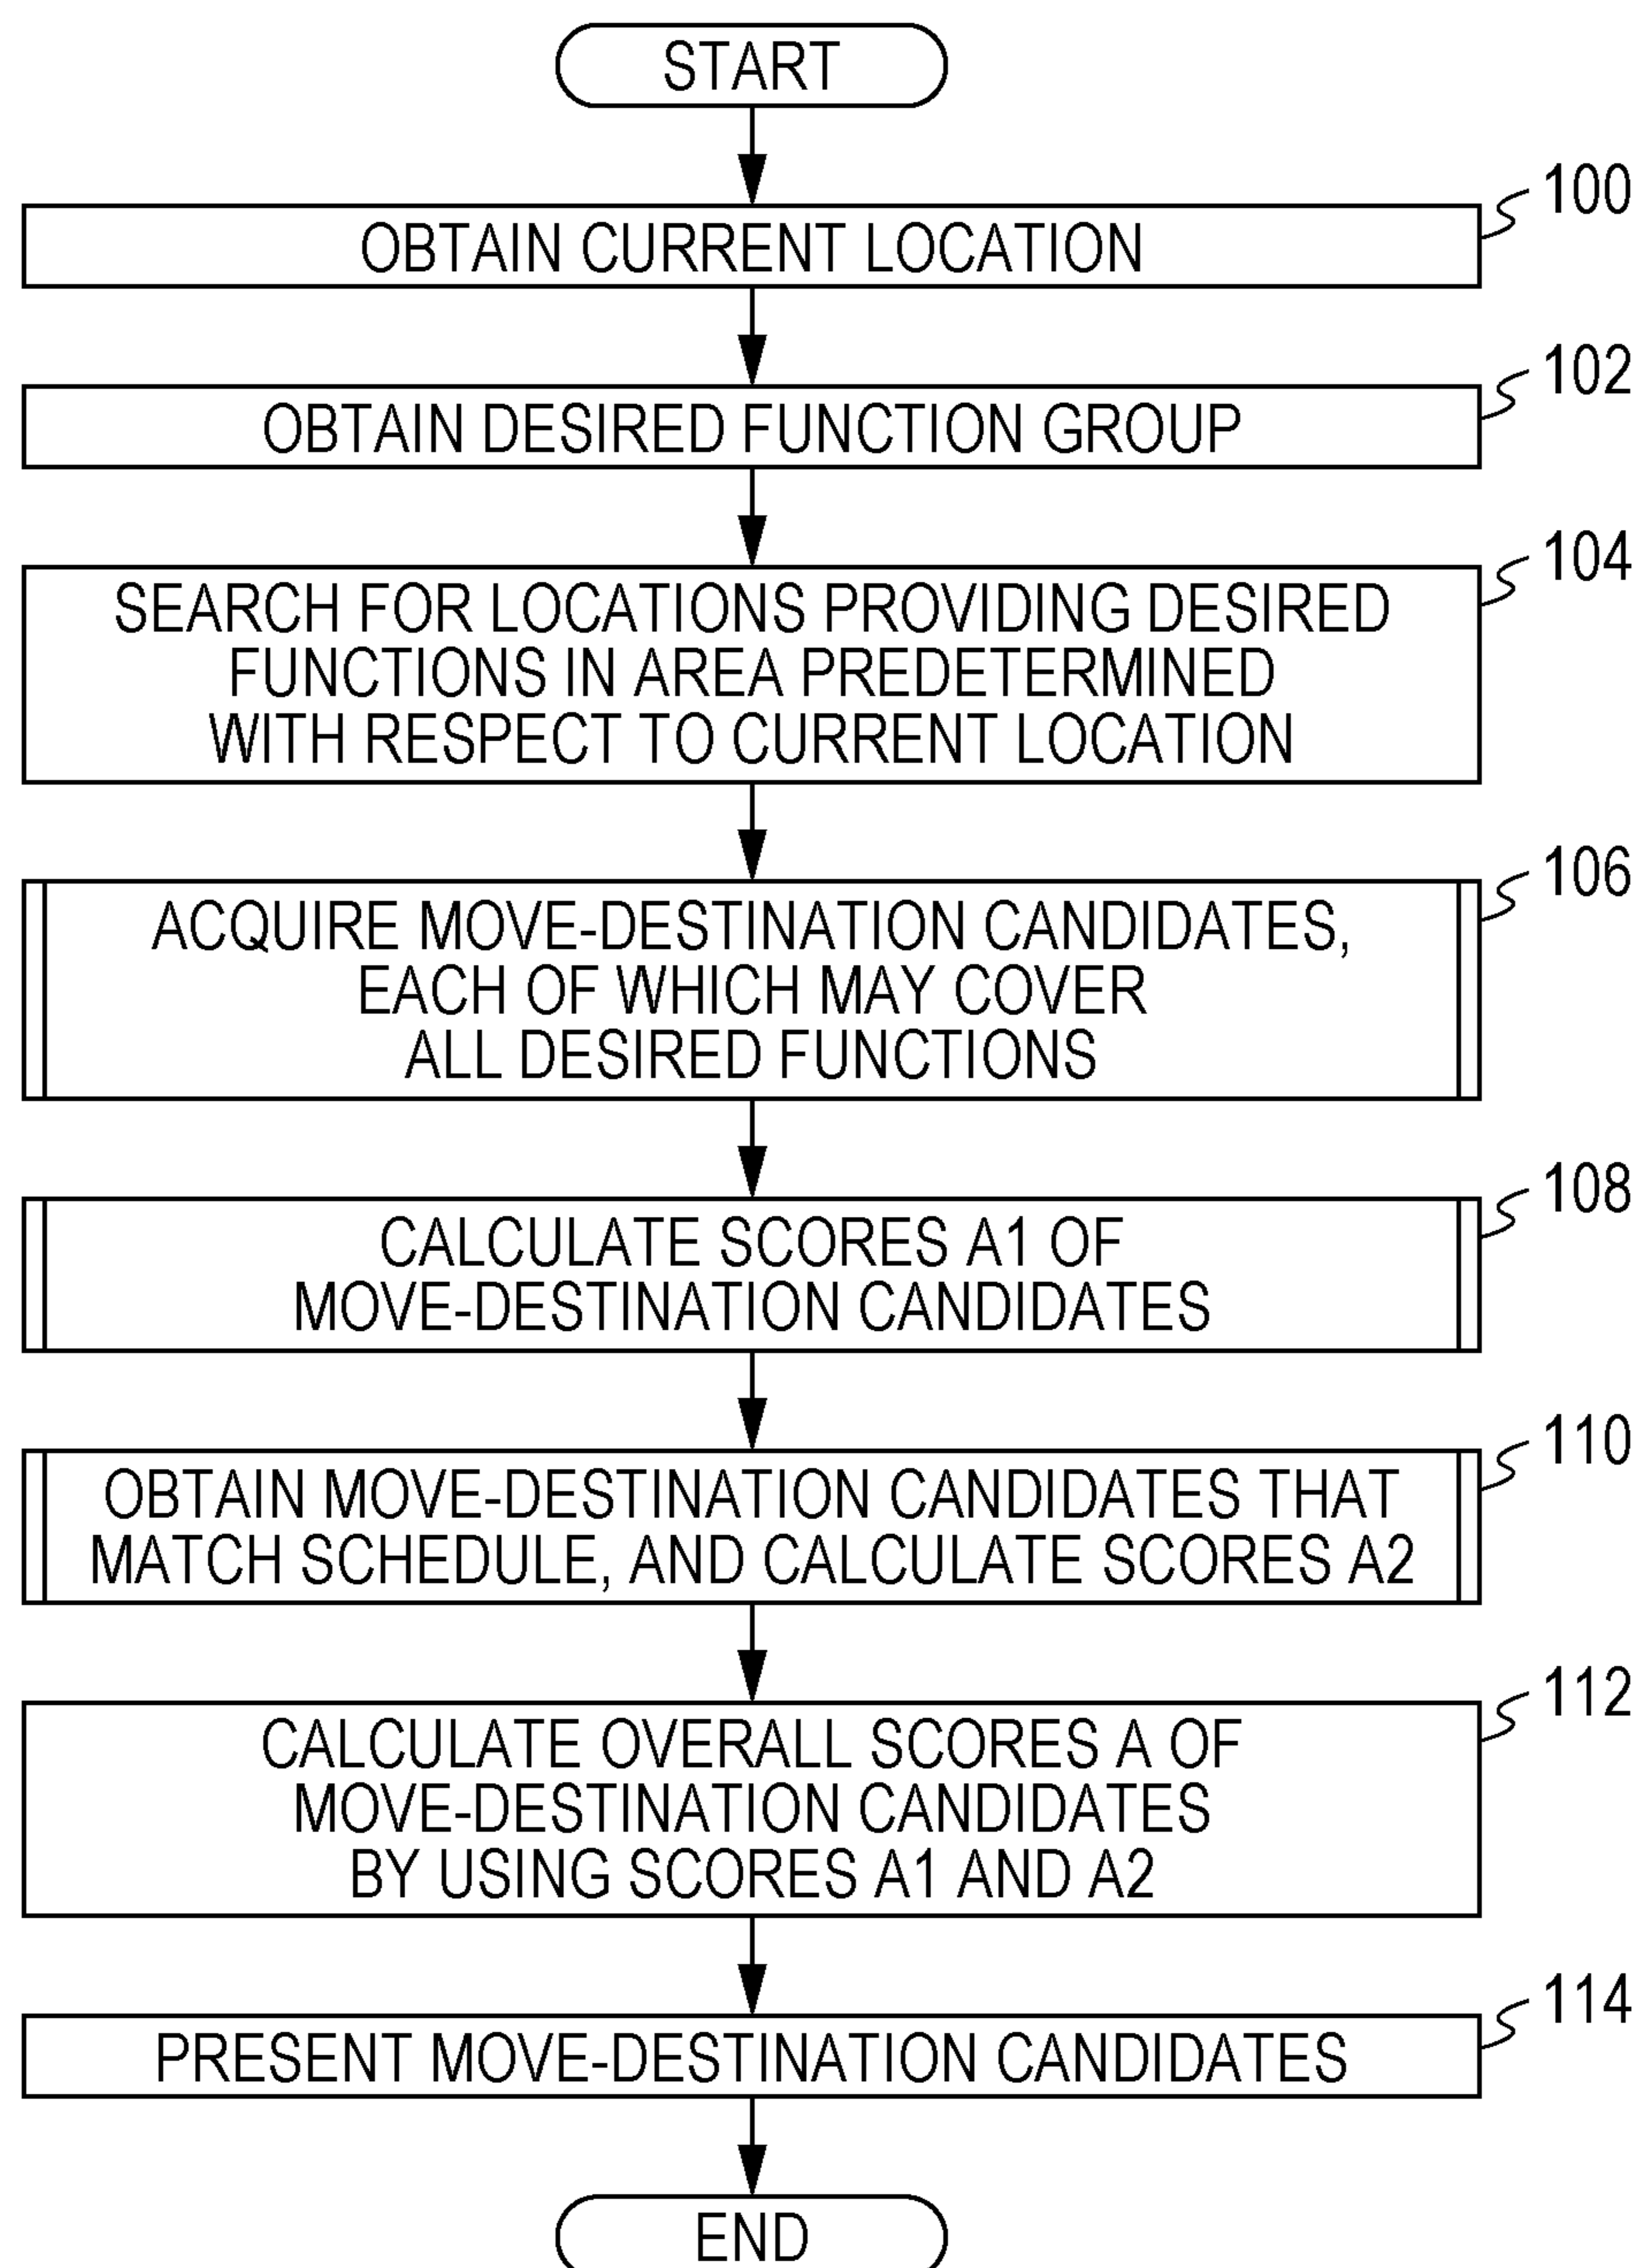 START
100
OBTAIN CURRENT LOCATION
102
OBTAIN DESIRED FUNCTION GROUP
104
SEARCH FOR LOCATIONS PROVIDING DESIRED
FUNCTIONS IN AREA PREDETERMINED
WITH RESPECT TO CURRENT LOCATION
106
ACQUIRE MOVE-DESTINATION CANDIDATES,
EACH OF WHICH MAY COVER
ALL DESIRED FUNCTIONS
108
CALCULATE SCORES A1 OF
MOVE-DESTINATION CANDIDATES
110
OBTAIN MOVE-DESTINATION CANDIDATES THAT
MATCH SCHEDULE, AND CALCULATE SCORES A2
112
CALCULATE OVERALL SCORES A OF
MOVE-DESTINATION CANDIDATES
BY USING SCORES A1 AND A2
114
PRESENT MOVE-DESTINATION CANDIDATES
END